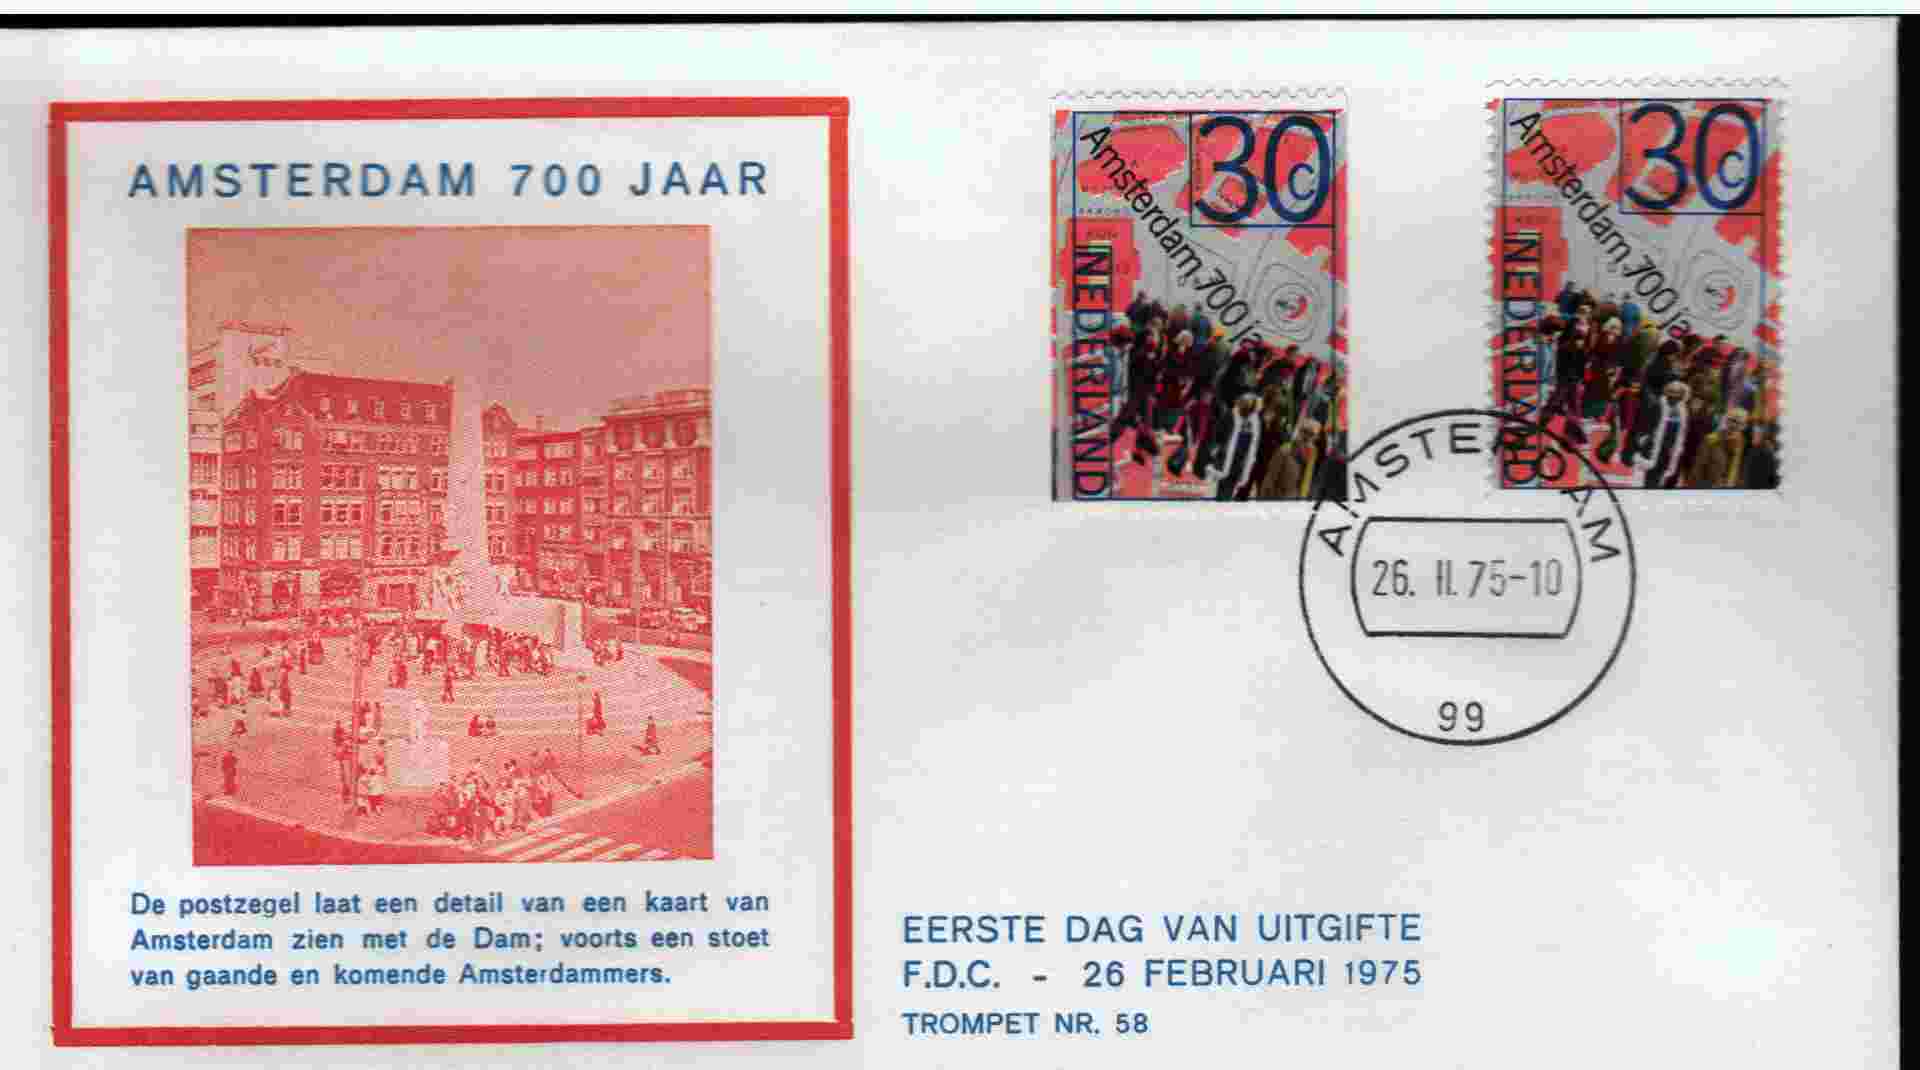 AMSTERDAM 700 JAAR
De postzegel laat een detail van een kaart van
Amsterdam zien met de Dam; voorts een stoet
van gaande en komende Amsterdammers.
30c
Amsterdam 700 ja
NEDERLAND
30c
Amsterdam 700 ja
NEDERLAND
AMSTERDAM
26. II. 75-10
99
EERSTE DAG VAN UITGIFTE
F.D.C. - 26 FEBRUARI 1975
TROMPET NR. 58